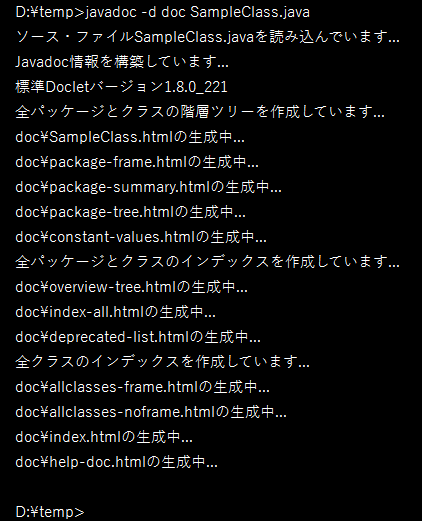 D:¥temp>javadoc -d doc SampleClass.java
ソース・ファイルSampleClass.javaを読み込んでいます...
Javadoc情報を構築しています...
標準Docletバージョン1.8.0_221
全パッケージとクラスの階層ツリーを作成しています...
doc¥SampleClass.htmlの生成中...
doc¥package-frame.htmlの生成中...
doc¥package-summary.htmlの生成中...
doc¥package-tree.htmlの生成中...
doc¥constant-values.htmlの生成中...
全パッケージとクラスのインデックスを作成しています...
doc¥overview-tree.htmlの生成中...
doc¥index-all.htmlの生成中...
doc¥deprecated-list.htmlの生成中...
全クラスのインデックスを作成しています...
doc¥allclasses-frame.htmlの生成中...
doc¥allclasses-noframe.htmlの生成中...
doc¥index.htmlの生成中...
doc¥help-doc.htmlの生成中...
D:¥temp>